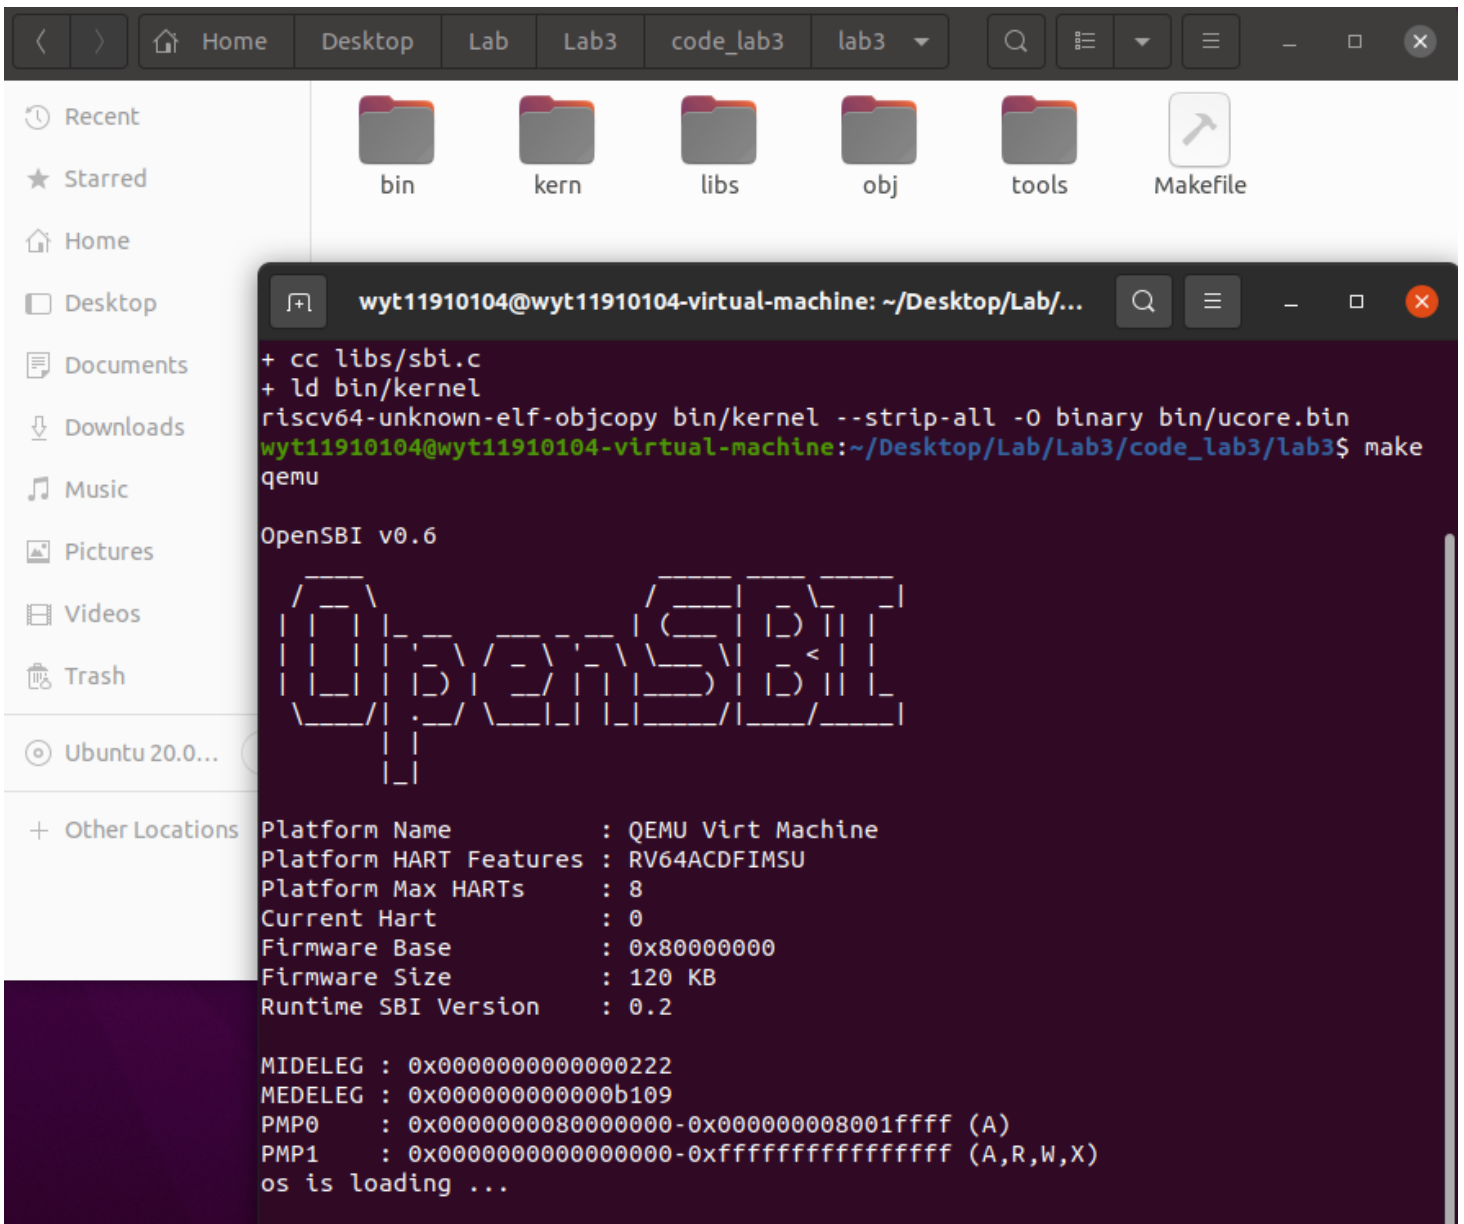 Home Desktop Lab Lab3 code_lab3 lab3
Recent
Starred
Home
Desktop
Documents
Downloads
Music
Pictures
Videos
Trash
Ubuntu 20.0...
+ Other Locations
bin kern libs obj tools Makefile
wyt11910104@wyt11910104-virtual-machine: ~/Desktop/Lab/...
+ cc libs/sbi.c
+ ld bin/kernel
riscv64-unknown-elf-objcopy bin/kernel --strip-all -O binary bin/ucore.bin
wyt11910104@wyt11910104-virtual-machine:~/Desktop/Lab/Lab3/code_lab3/lab3$ make
qemu
OpenSBI v0.6
OpenSBI
Platform Name          : QEMU Virt Machine
Platform HART Features : RV64ACDFIMSU
Platform Max HARTs     : 8
Current Hart           : 0
Firmware Base          : 0x80000000
Firmware Size          : 120 KB
Runtime SBI Version    : 0.2
MIDELEG : 0x0000000000000222
MEDELEG : 0x000000000000b109
PMP0    : 0x0000000080000000-0x000000008001ffff (A)
PMP1    : 0x0000000000000000-0xffffffffffffffff (A,R,W,X)
os is loading ...